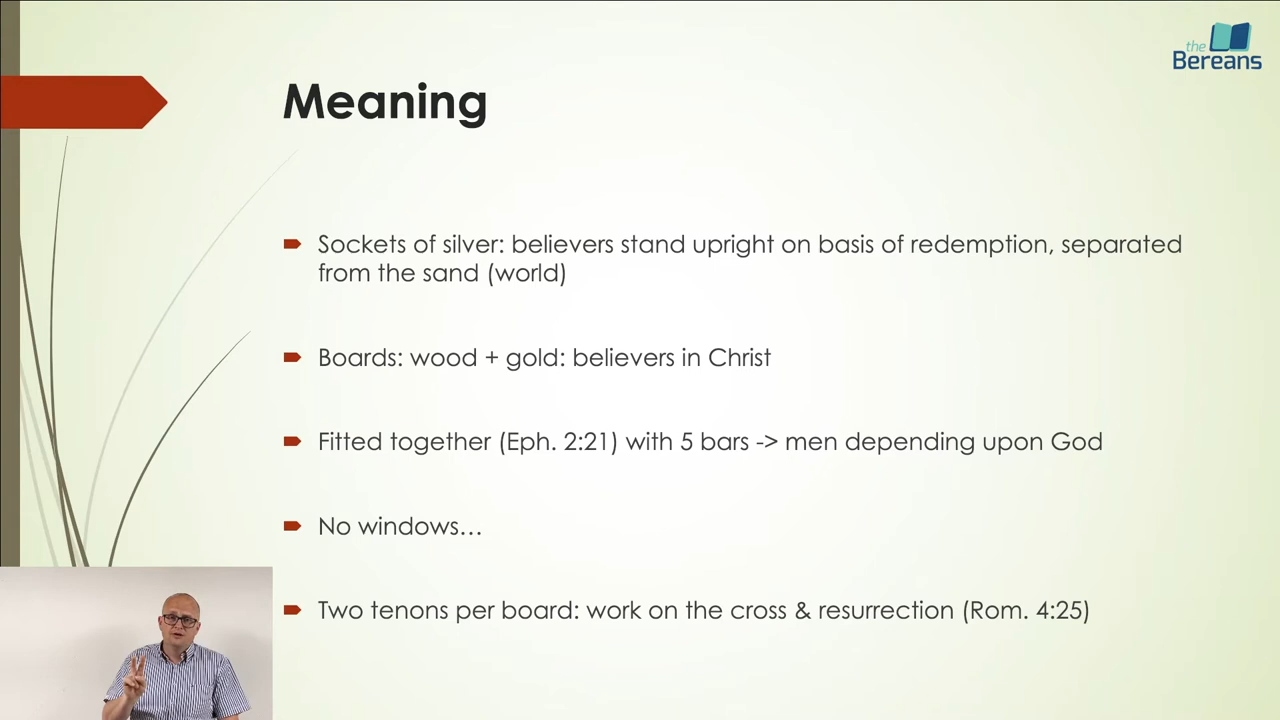 the
Bereans
Meaning
Sockets of silver: believers stand upright on basis of redemption, separated
from the sand (world)
Boards: wood + gold: believers in Christ
Fitted together (Eph. 2:21) with 5 bars -> men depending upon God
No windows…
Two tenons per board: work on the cross & resurrection (Rom. 4:25)